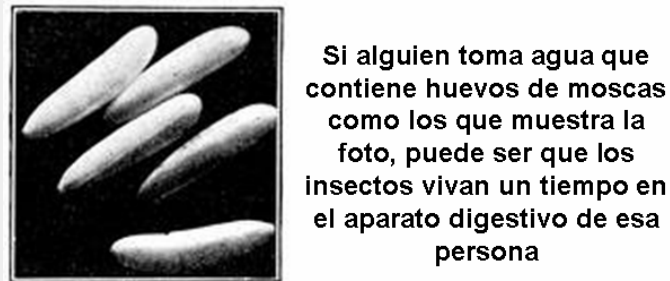 Si alguien toma agua que
contiene huevos de moscas
como los que muestra la
foto, puede ser que los
insectos vivan un tiempo en
el aparato digestivo de esa
persona